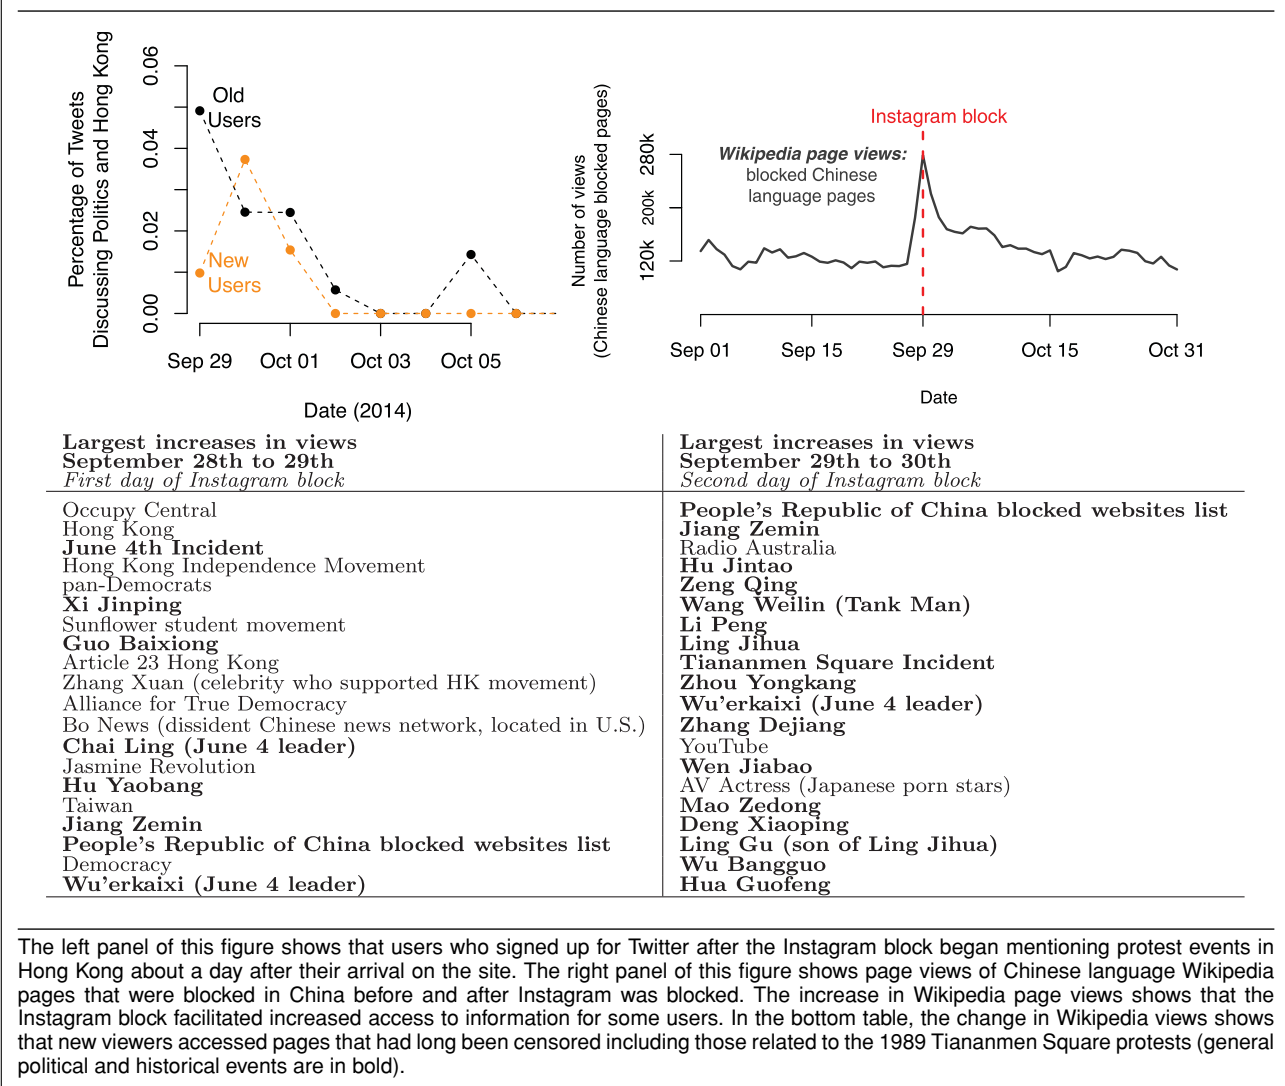 Percentage of Tweets
Discussing Politics and Hong Kong
0.06
0.04
0.02
0.00
Old
Users
New
Users
Sep 29
Oct 01
Oct 03
Oct 05
Date (2014)
Number of views
(Chinese language blocked pages)
280k
200k
120k
Instagram block
Wikipedia page views:
blocked Chinese
language pages
Sep 01
Sep 15
Sep 29
Oct 15
Oct 31
Date
Largest increases in views
September 28th to 29th
First day of Instagram block
Occupy Central
Hong Kong
June 4th Incident
Hong Kong Independence Movement
pan-Democrats
Xi Jinping
Sunflower student movement
Guo Baixiong
Article 23 Hong Kong
Zhang Xuan (celebrity who supported HK movement)
Alliance for True Democracy
Bo News (dissident Chinese news network, located in U.S.)
Chai Ling (June 4 leader)
Jasmine Revolution
Hu Yaobang
Taiwan
Jiang Zemin
People's Republic of China blocked websites list
Democracy
Wu'erkaixi (June 4 leader)
Largest increases in views
September 29th to 30th
Second day of Instagram block
People's Republic of China blocked websites list
Jiang Zemin
Radio Australia
Hu Jintao
Zeng Qing
Wang Weilin (Tank Man)
Li Peng
Ling Jihua
Tiananmen Square Incident
Zhou Yongkang
Wu'erkaixi (June 4 leader)
Zhang Dejiang
YouTube
Wen Jiabao
AV Actress (Japanese porn stars)
Mao Zedong
Deng Xiaoping
Ling Gu (son of Ling Jihua)
Wu Bangguo
Hua Guofeng
The left panel of this figure shows that users who signed up for Twitter after the Instagram block began mentioning protest events in
Hong Kong about a day after their arrival on the site. The right panel of this figure shows page views of Chinese language Wikipedia
pages that were blocked in China before and after Instagram was blocked. The increase in Wikipedia page views shows that the
Instagram block facilitated increased access to information for some users. In the bottom table, the change in Wikipedia views shows
that new viewers accessed pages that had long been censored including those related to the 1989 Tiananmen Square protests (general
political and historical events are in bold).